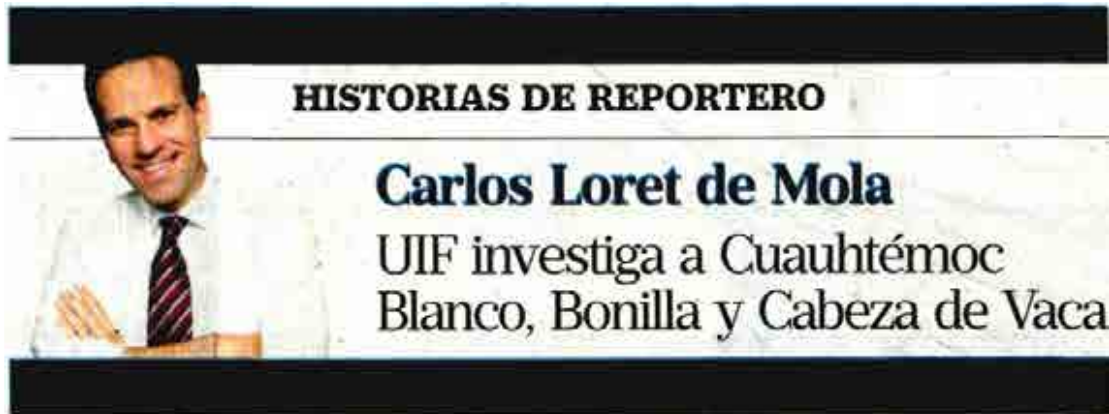 HISTORIAS DE REPORTERO
Carlos Loret de Mola
UIF investiga a Cuauhtémoc
Blanco, Bonilla y Cabeza de Vaca